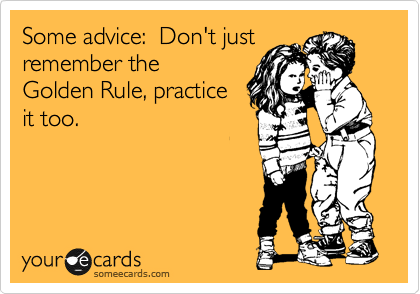 Some advice:  Don't just
remember the
Golden Rule, practice
it too.
your e cards
someecards.com